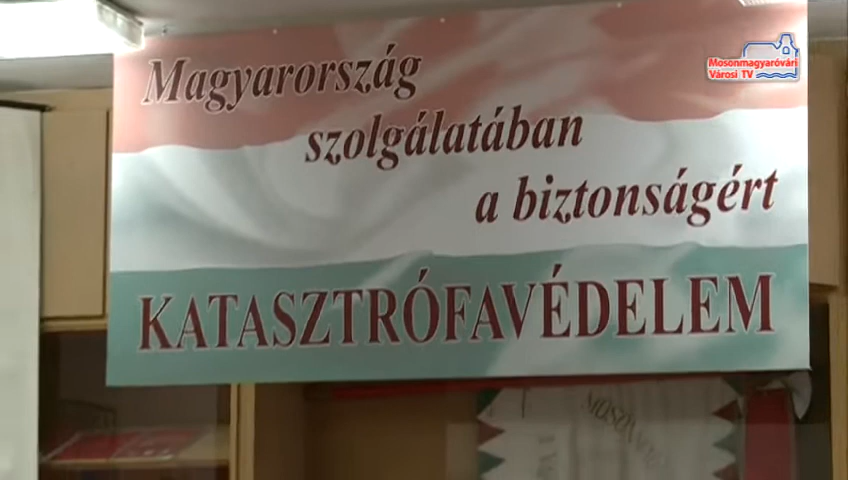 Mosonmagyaróvári
Városi TV
Magyarország
szolgálatában
a biztonságért
KATASZTRÓFAVÉDELEM